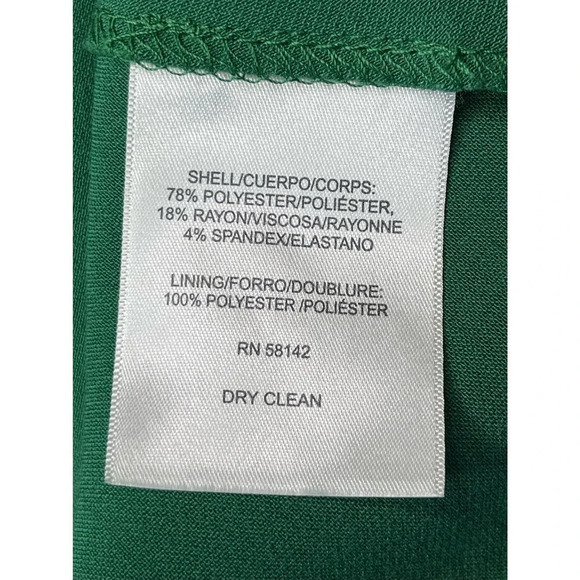 SHELL/CUERPO/CORPS:
78% POLYESTER/POLIÉSTER,
18% RAYON/VISCOSA/RAYONNE
4% SPANDEX/ELASTANO
LINING/FORRO/DOUBLURE:
100% POLYESTER /POLIÉSTER
RN 58142
DRY CLEAN